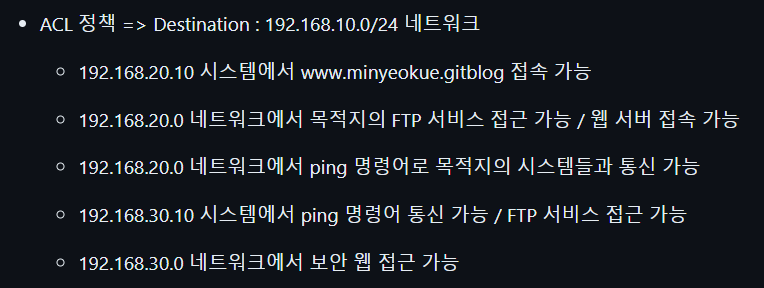 ACL 정책 => Destination : 192.168.10.0/24 네트워크
192.168.20.10 시스템에서 www.minyeokue.gitblog 접속 가능
192.168.20.0 네트워크에서 목적지의 FTP 서비스 접근 가능 / 웹 서버 접속 가능
192.168.20.0 네트워크에서 ping 명령어로 목적지의 시스템들과 통신 가능
192.168.30.10 시스템에서 ping 명령어 통신 가능 / FTP 서비스 접근 가능
192.168.30.0 네트워크에서 보안 웹 접근 가능